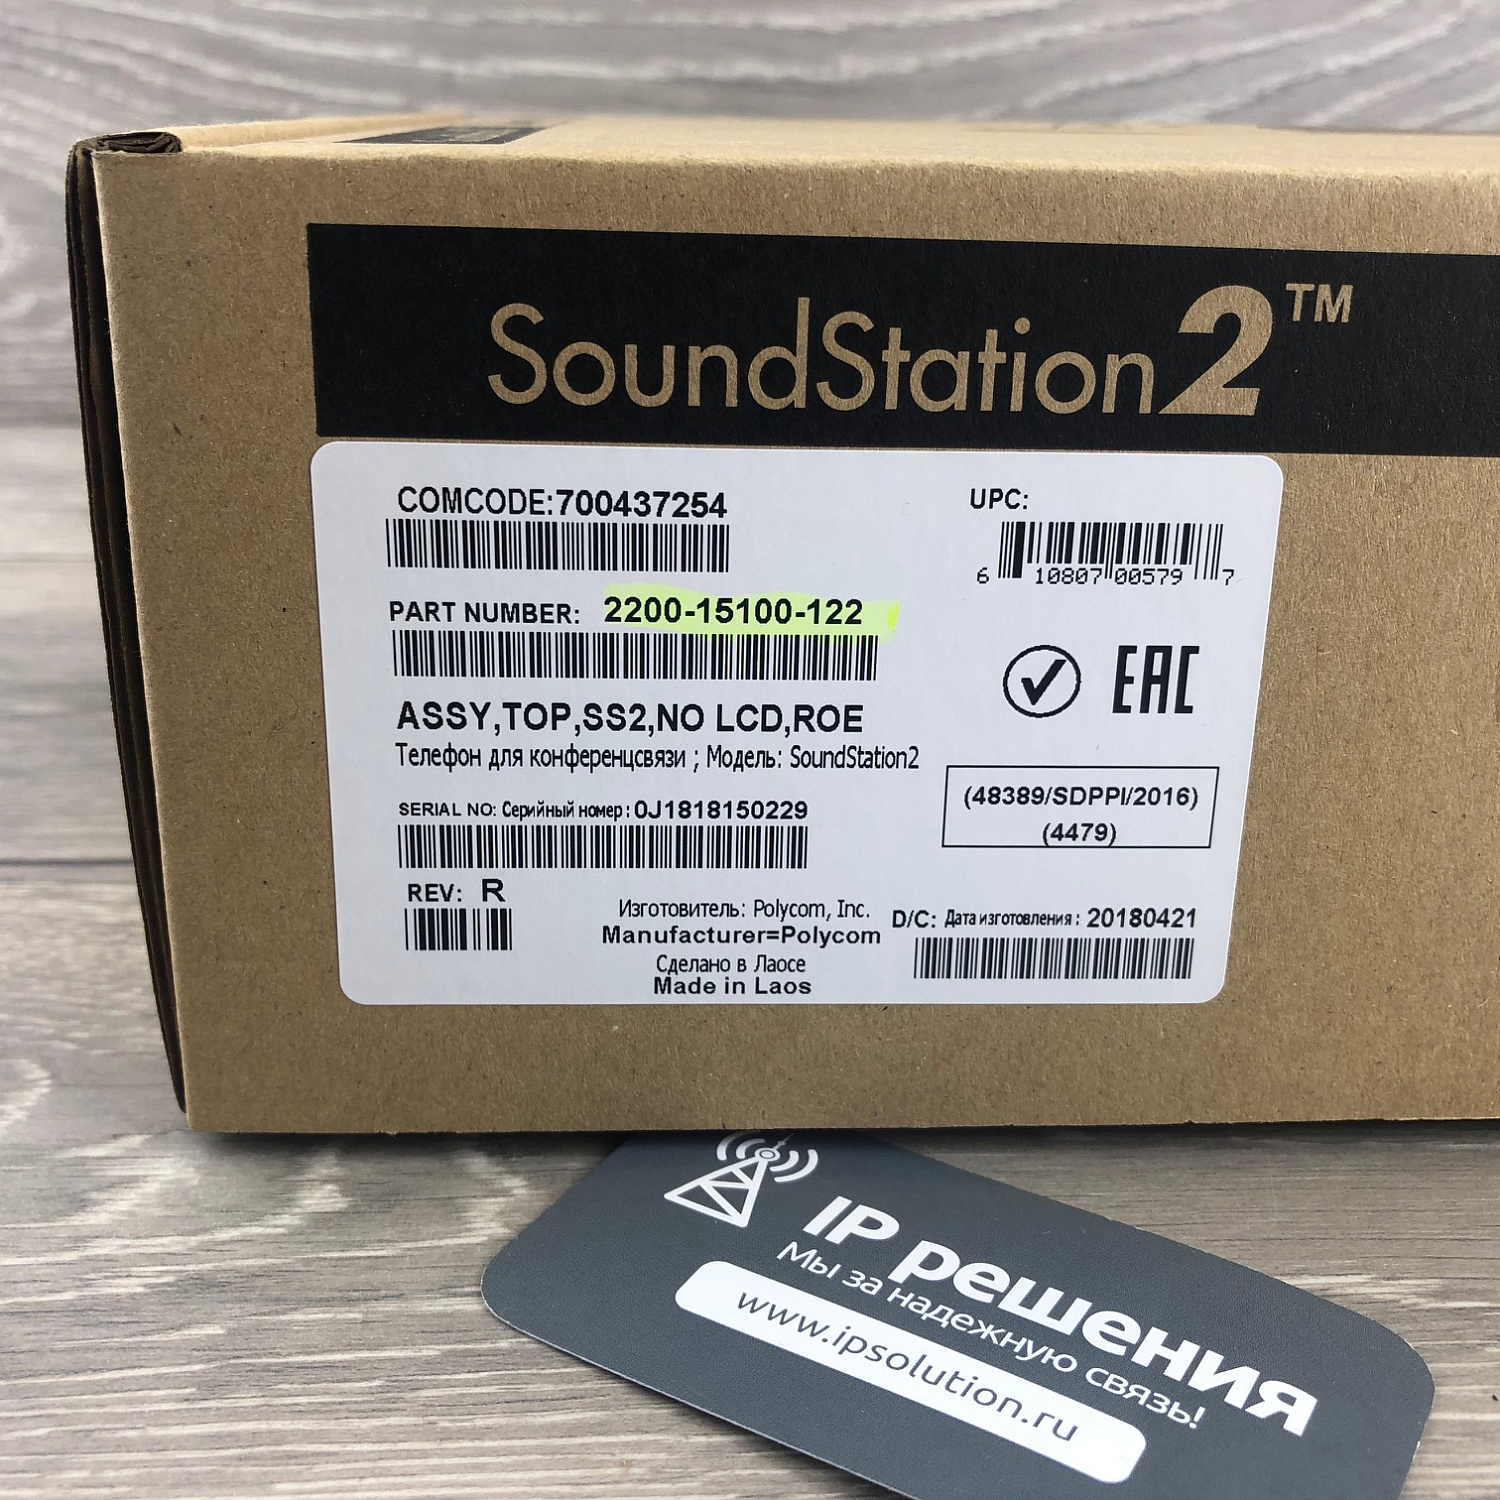 SoundStation2™
COMCODE:700437254
UPC:
6 10807 00579 7
PART NUMBER: 2200-15100-122
EAC
ASSY,TOP,SS2,NO LCD,ROE
Телефон для конференцсвязи ; Модель: SoundStation2
(48389/SDPPI/2016)
(4479)
SERIAL NO: Серийный номер : 0J1818150229
REV: R
Изготовитель: Polycom, Inc.
Manufacturer=Polycom
Сделано в Лаосе
Made in Laos
D/C: Дата изготовления : 20180421
IP решения
Мы за надежную связь!
www.ipsolution.ru